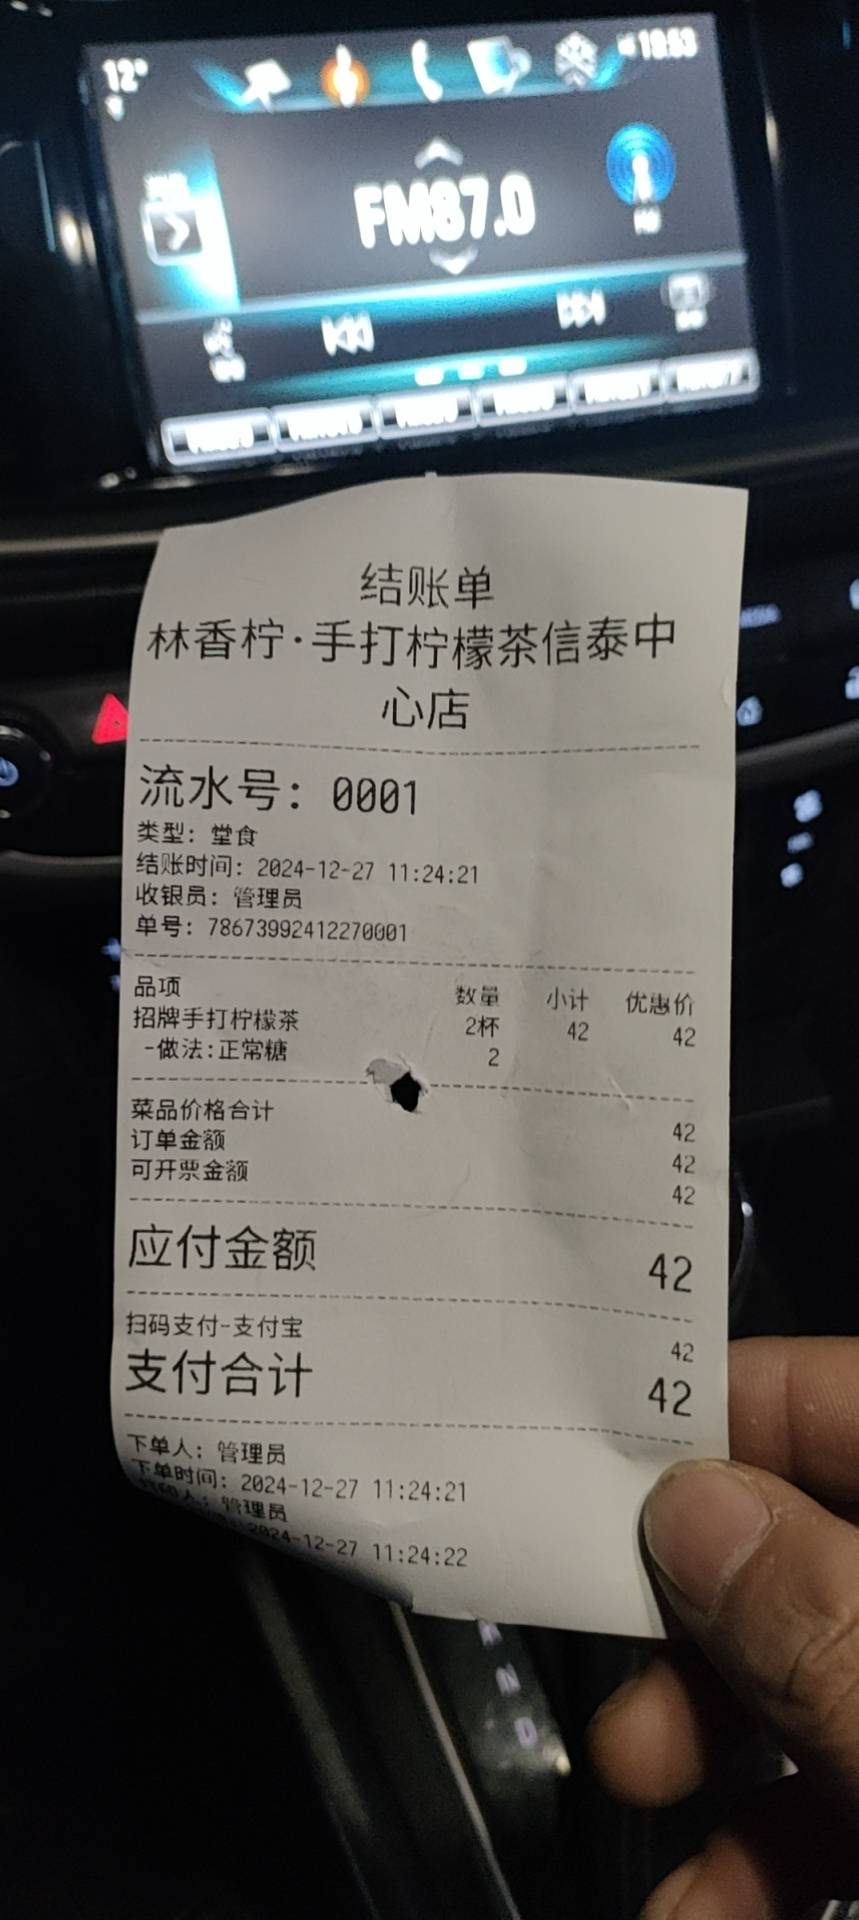 12°
FM87.0
结账单
林香柠·手打柠檬茶信泰中
心店
流水号: 0001
类型: 堂食
结账时间: 2024-12-27 11:24:21
收银员: 管理员
单号: 78673992412270001
品项 数量 小计 优惠价
招牌手打柠檬茶 2杯 42 42
-做法:正常糖 2
菜品价格合计 42
订单金额 42
可开票金额 42
应付金额 42
扫码支付-支付宝 42
支付合计 42
下单人: 管理员
下单时间: 2024-12-27 11:24:21
管理员
2024-12-27 11:24:22
N
D